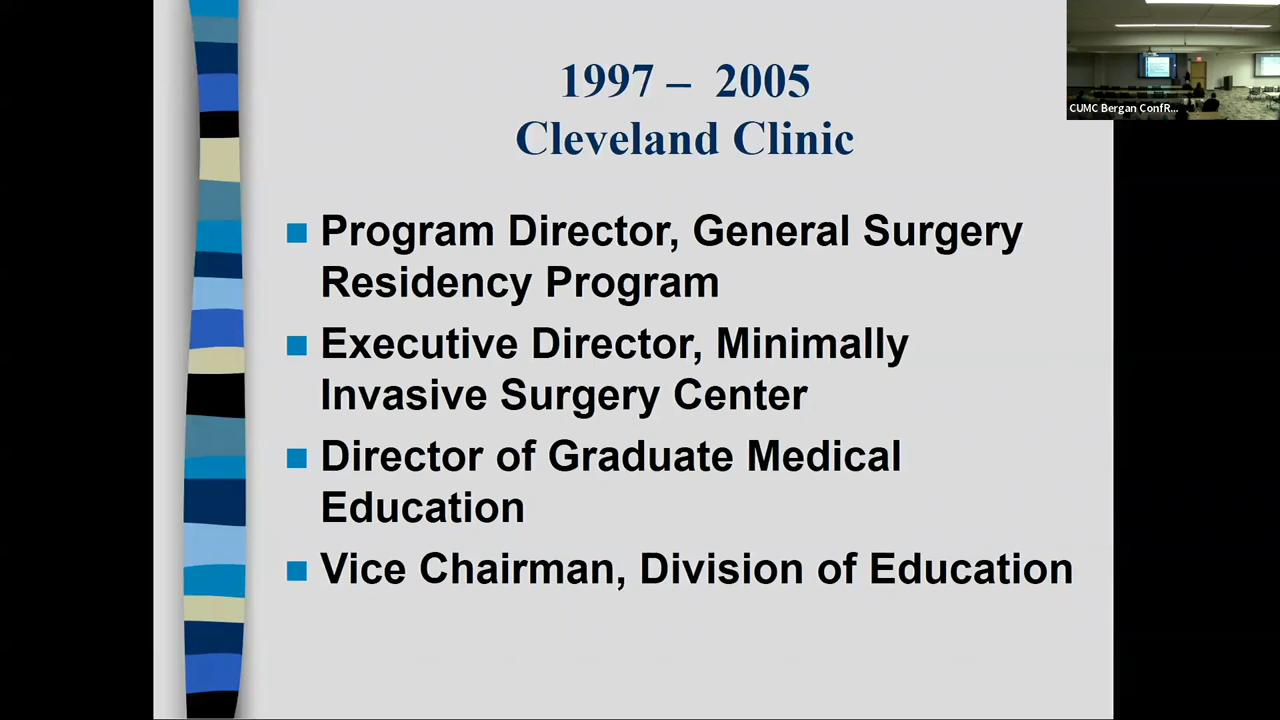 1997 – 2005
Cleveland Clinic
Program Director, General Surgery
Residency Program
Executive Director, Minimally
Invasive Surgery Center
Director of Graduate Medical
Education
Vice Chairman, Division of Education
CUMC Bergan ConfR...